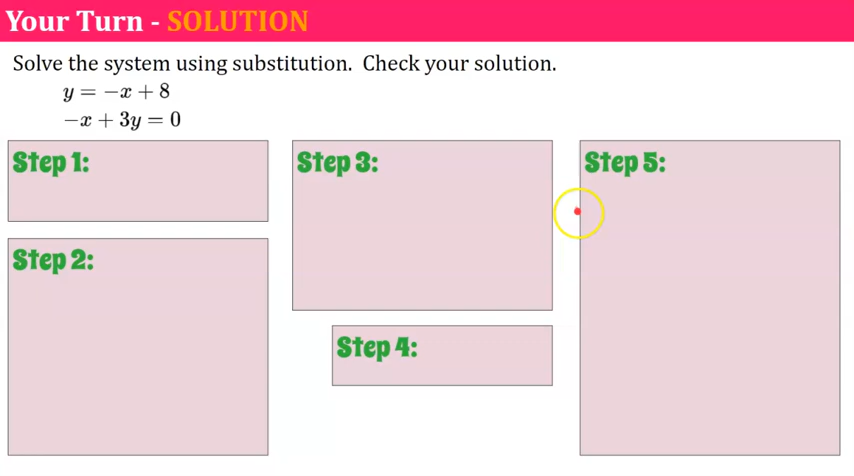 Your Turn - SOLUTION
Solve the system using substitution. Check your solution.
y = −x + 8
−x + 3y = 0
Step 1:
Step 2:
Step 3:
Step 4:
Step 5: